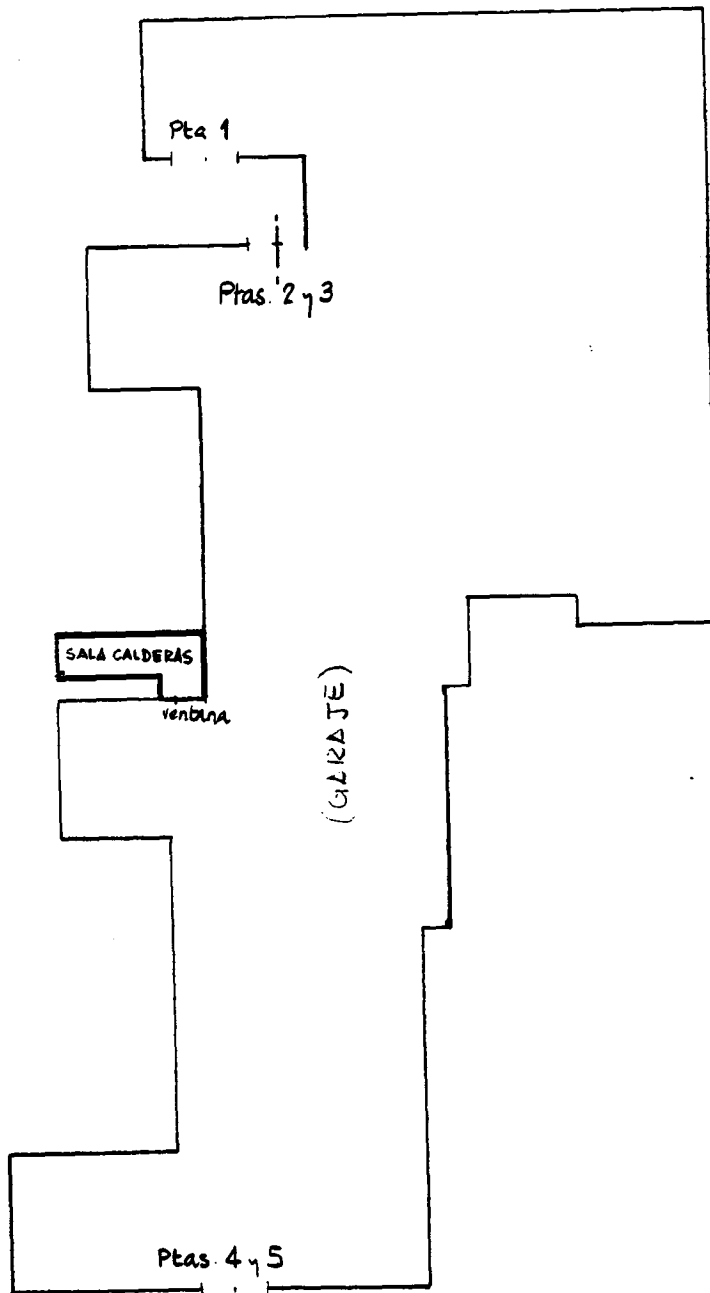 Pta 1
Ptas. 2 y 3
SALA CALDERAS
ventana
(GARAJE)
Ptas. 4 y 5